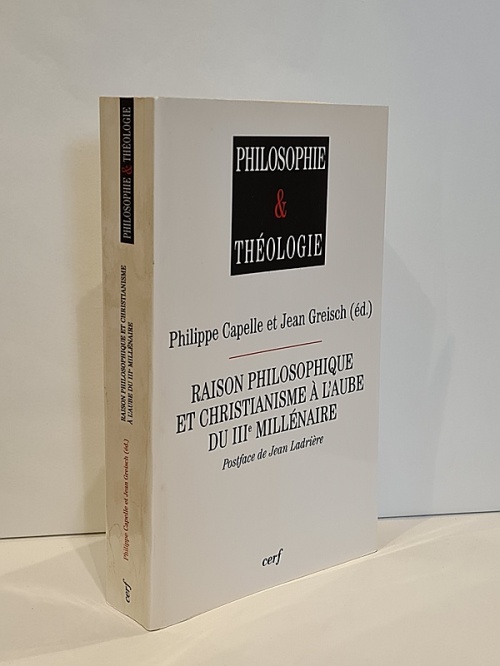 PHILOSOPHIE
&
THÉOLOGIE
Philippe Capelle et Jean Greisch (éd.)
RAISON PHILOSOPHIQUE
ET CHRISTIANISME À L'AUBE
DU IIIe MILLÉNAIRE
Postface de Jean Ladrière
cerf
PHILOSOPHIE & THÉOLOGIE
RAISON PHILOSOPHIQUE ET CHRISTIANISME
À L'AUBE DU IIIe MILLÉNAIRE
Philippe Capelle et Jean Greisch (éd.)
cerf